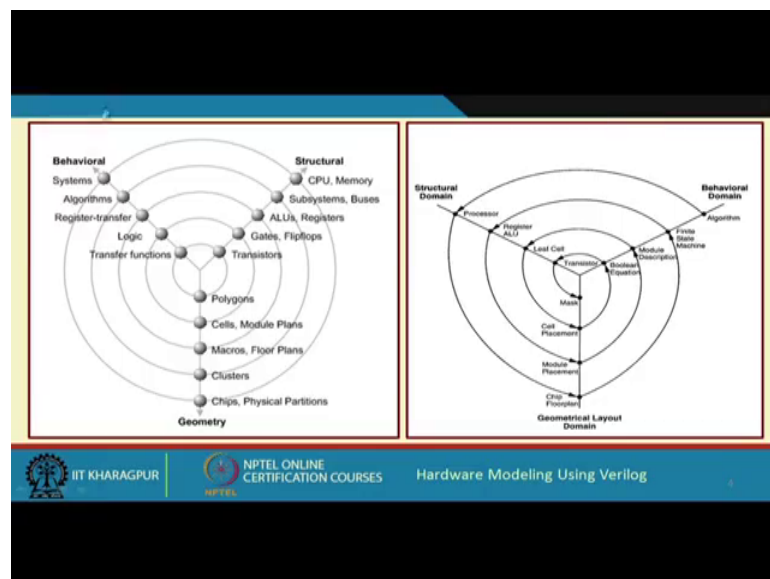 Behavioral
Structural
Systems
CPU, Memory
Algorithms
Subsystems, Buses
Register-transfer
ALUs, Registers
Logic
Gates, Flipflops
Transfer functions
Transistors
Polygons
Cells, Module Plans
Macros, Floor Plans
Clusters
Chips, Physical Partitions
Geometry
Structural
Domain
Behavioral
Domain
Processor
Algorithm
Register
ALU
Finite
State
Machine
Leaf Cell
Module
Description
Transistor
Boolean
Equation
Mask
Cell
Placement
Module
Placement
Chip
Floorplan
Geometrical Layout
Domain
IIT KHARAGPUR
NPTEL
NPTEL ONLINE
CERTIFICATION COURSES
Hardware Modeling Using Verilog
4